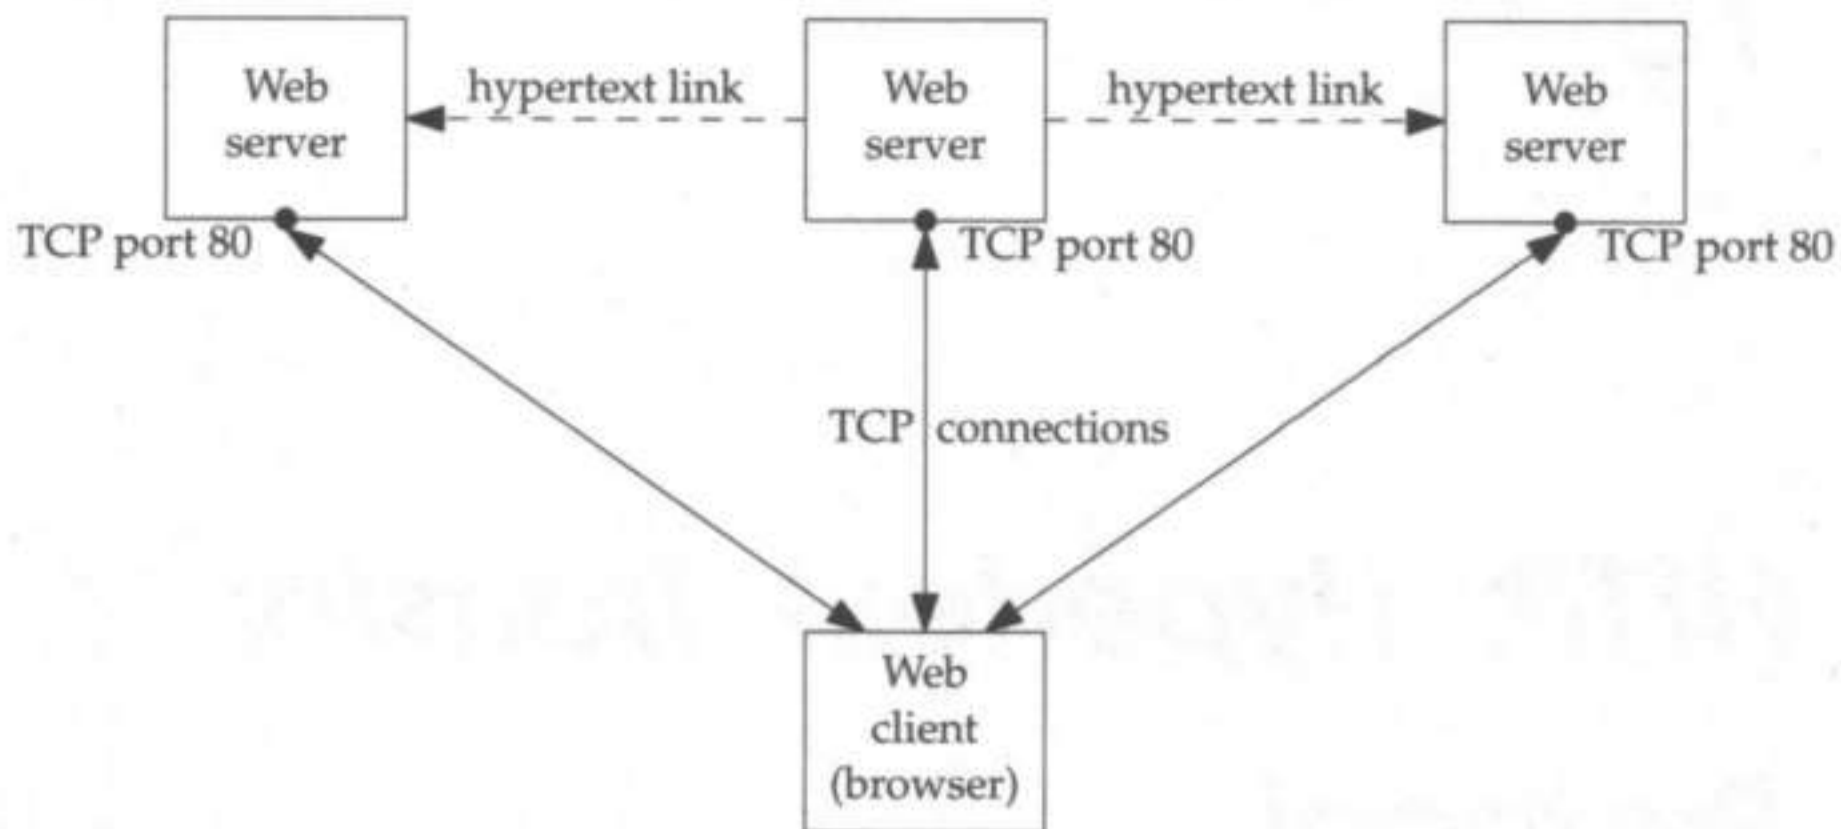 Web
server
hypertext link
Web
server
hypertext link
Web
server
TCP port 80
TCP port 80
TCP port 80
TCP connections
Web
client
(browser)